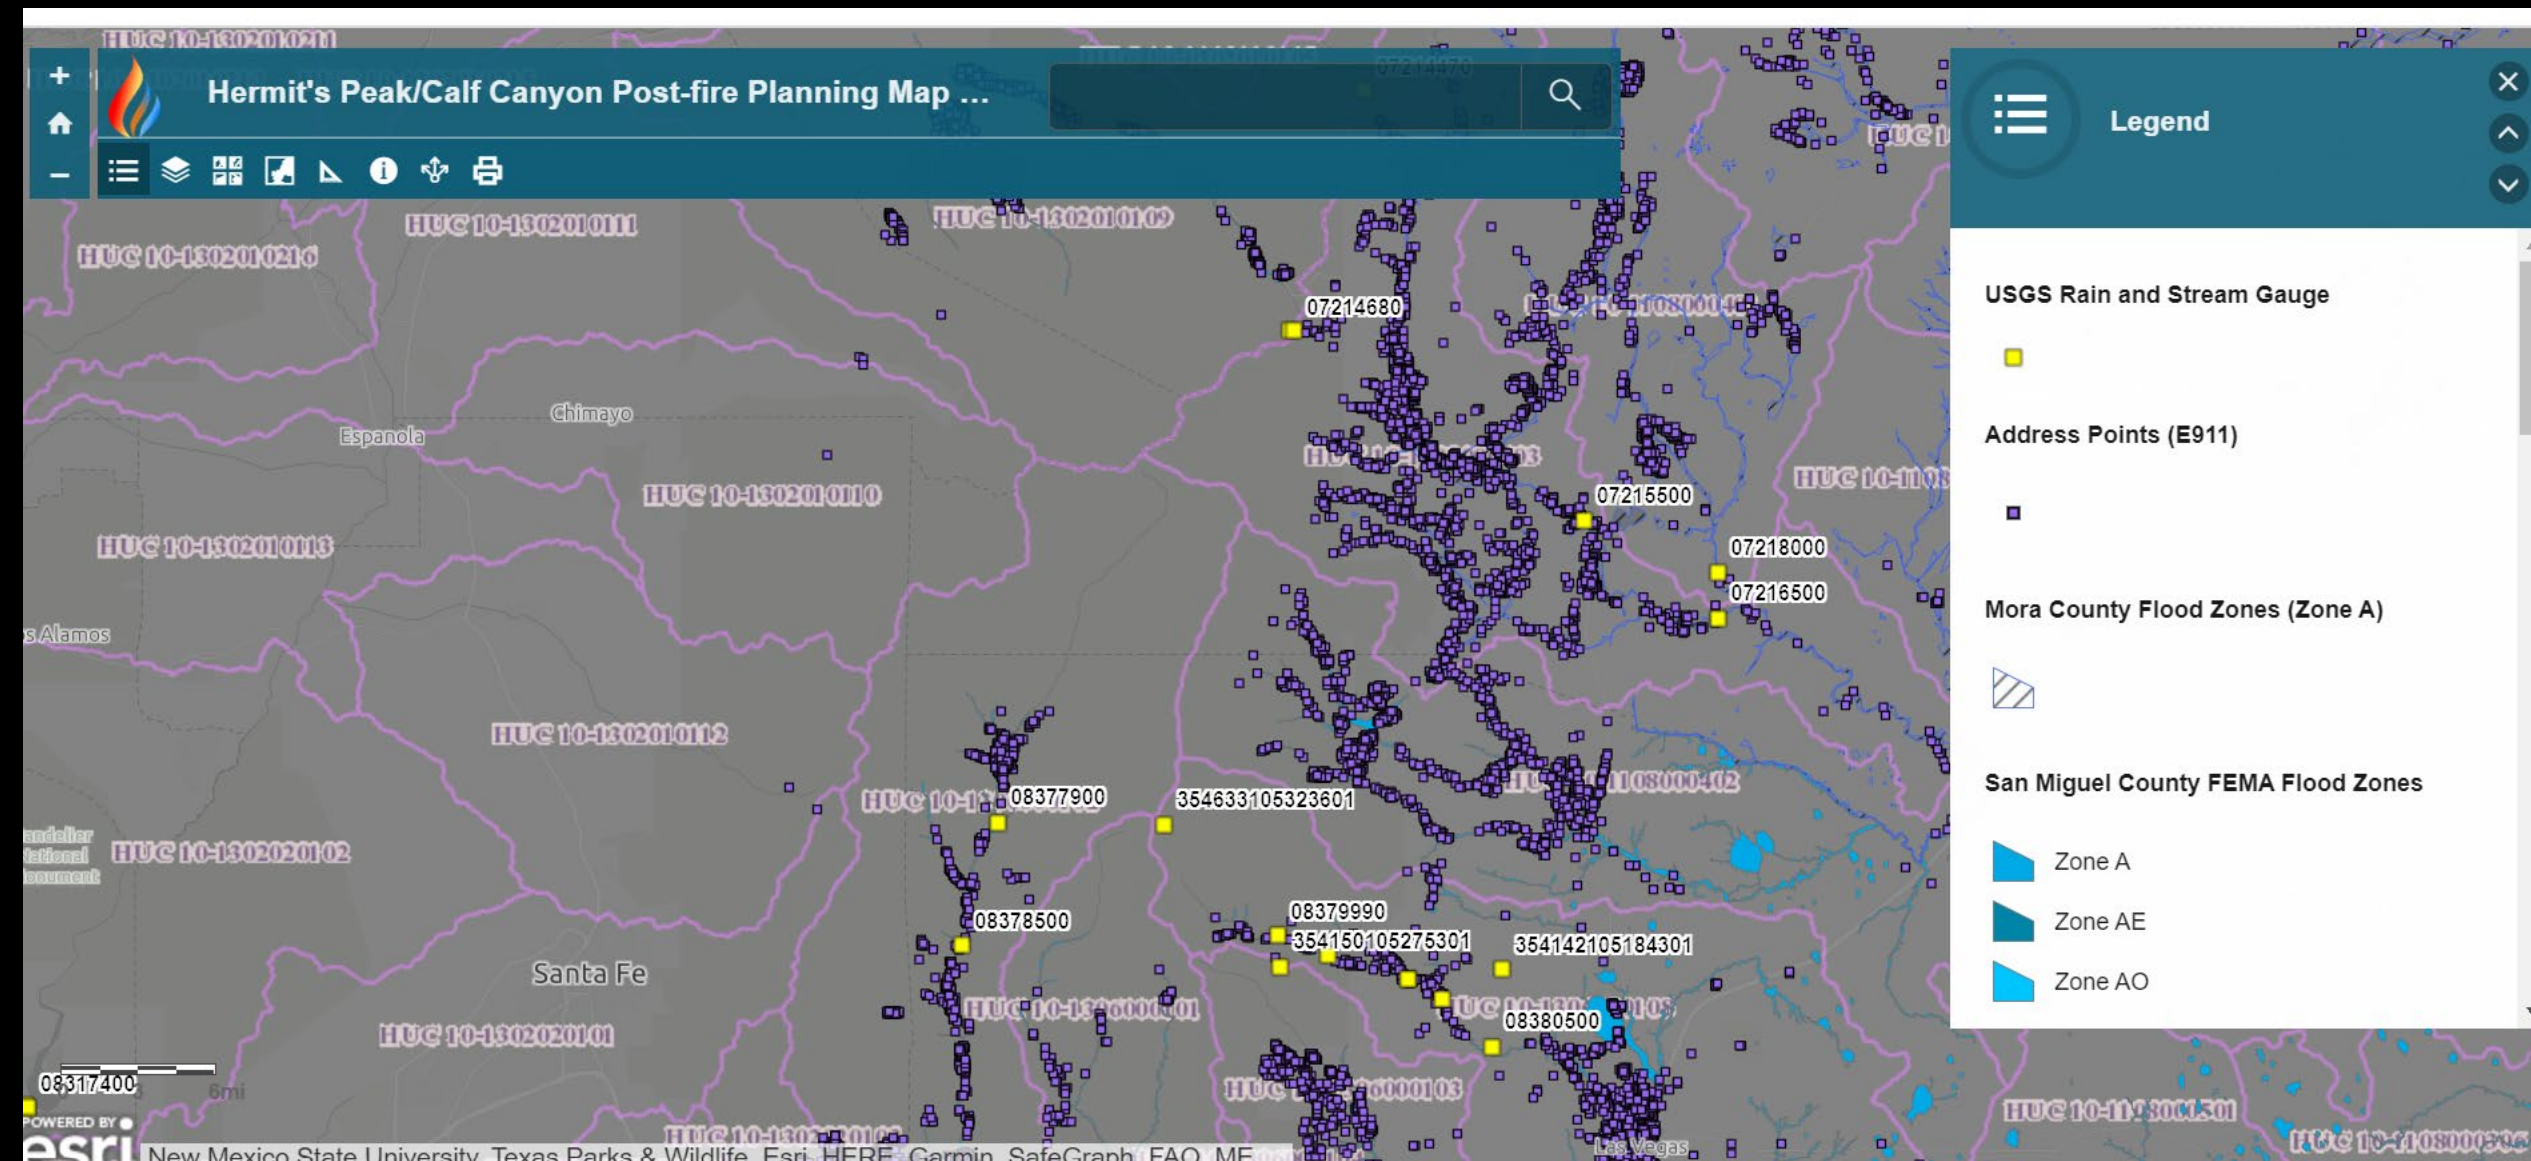 HUC 10-1302010211
07214470
Hermit's Peak/Calf Canyon Post-fire Planning Map ...
Legend
HUC 10-1302010111
HUC 10-1302010109
HUC 10-1302010216
USGS Rain and Stream Gauge
07214680
Address Points (E911)
Chimayo
Espanola
HUC 10-1302010110
07215500
HUC 10-1302010113
07218000
07216500
Mora County Flood Zones (Zone A)
s Alamos
HUC 10-1302010112
San Miguel County FEMA Flood Zones
08377900
354633105323601
1108000402
HUC 10-1302020102
Zone A
08378500
08379990
354150105275301
354142105184301
Zone AE
Santa Fe
Zone AO
08380500
HUC 10-1302020101
08317400
6mi
POWERED BY
esri
New Mexico State University, Texas Parks & Wildlife, Esri, HERE, Garmin, SafeGraph, FAO, ME
Las Vegas